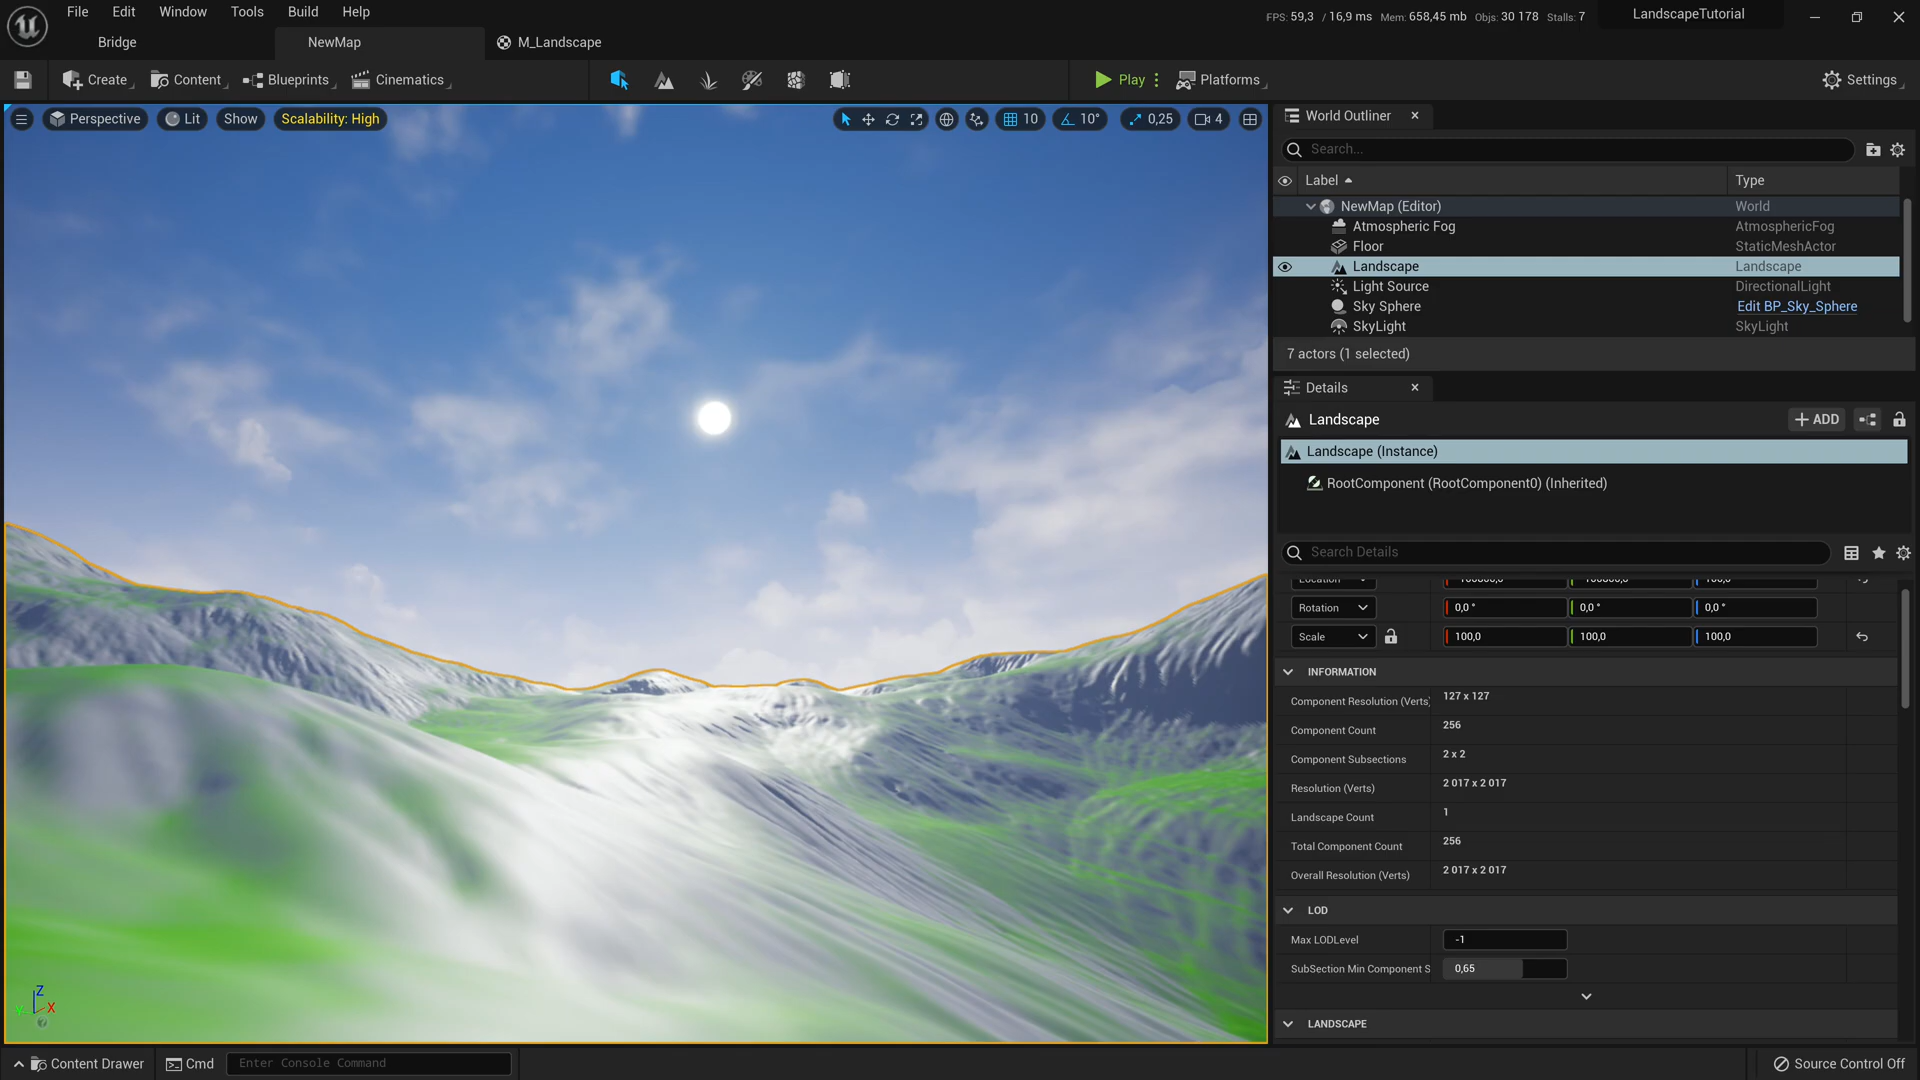 File Edit Window Tools Build Help
FPS: 59,3 / 16,9 ms Mem: 658,45 mb Objs: 30 178 Stalls: 7
LandscapeTutorial
Bridge
NewMap
M_Landscape
Create
Content
Blueprints
Cinematics
Play
Platforms
Settings
Perspective
Lit
Show
Scalability: High
10
10°
0,25
4
World Outliner
Search...
Label
Type
NewMap (Editor) World
Atmospheric Fog AtmosphericFog
Floor StaticMeshActor
Landscape Landscape
Light Source DirectionalLight
Sky Sphere Edit BP_Sky_Sphere
SkyLight SkyLight
7 actors (1 selected)
Details
Landscape
ADD
Landscape (Instance)
RootComponent (RootComponent0) (Inherited)
Search Details
Location
Rotation 0,0 ° 0,0 ° 0,0 °
Scale 100,0 100,0 100,0
INFORMATION
Component Resolution (Verts) 127 x 127
Component Count 256
Component Subsections 2 x 2
Resolution (Verts) 2 017 x 2 017
Landscape Count 1
Total Component Count 256
Overall Resolution (Verts) 2 017 x 2 017
LOD
Max LODLevel -1
SubSection Min Component S 0,65
LANDSCAPE
Z
X
Y
Content Drawer
Cmd
Enter Console Command
Source Control Off